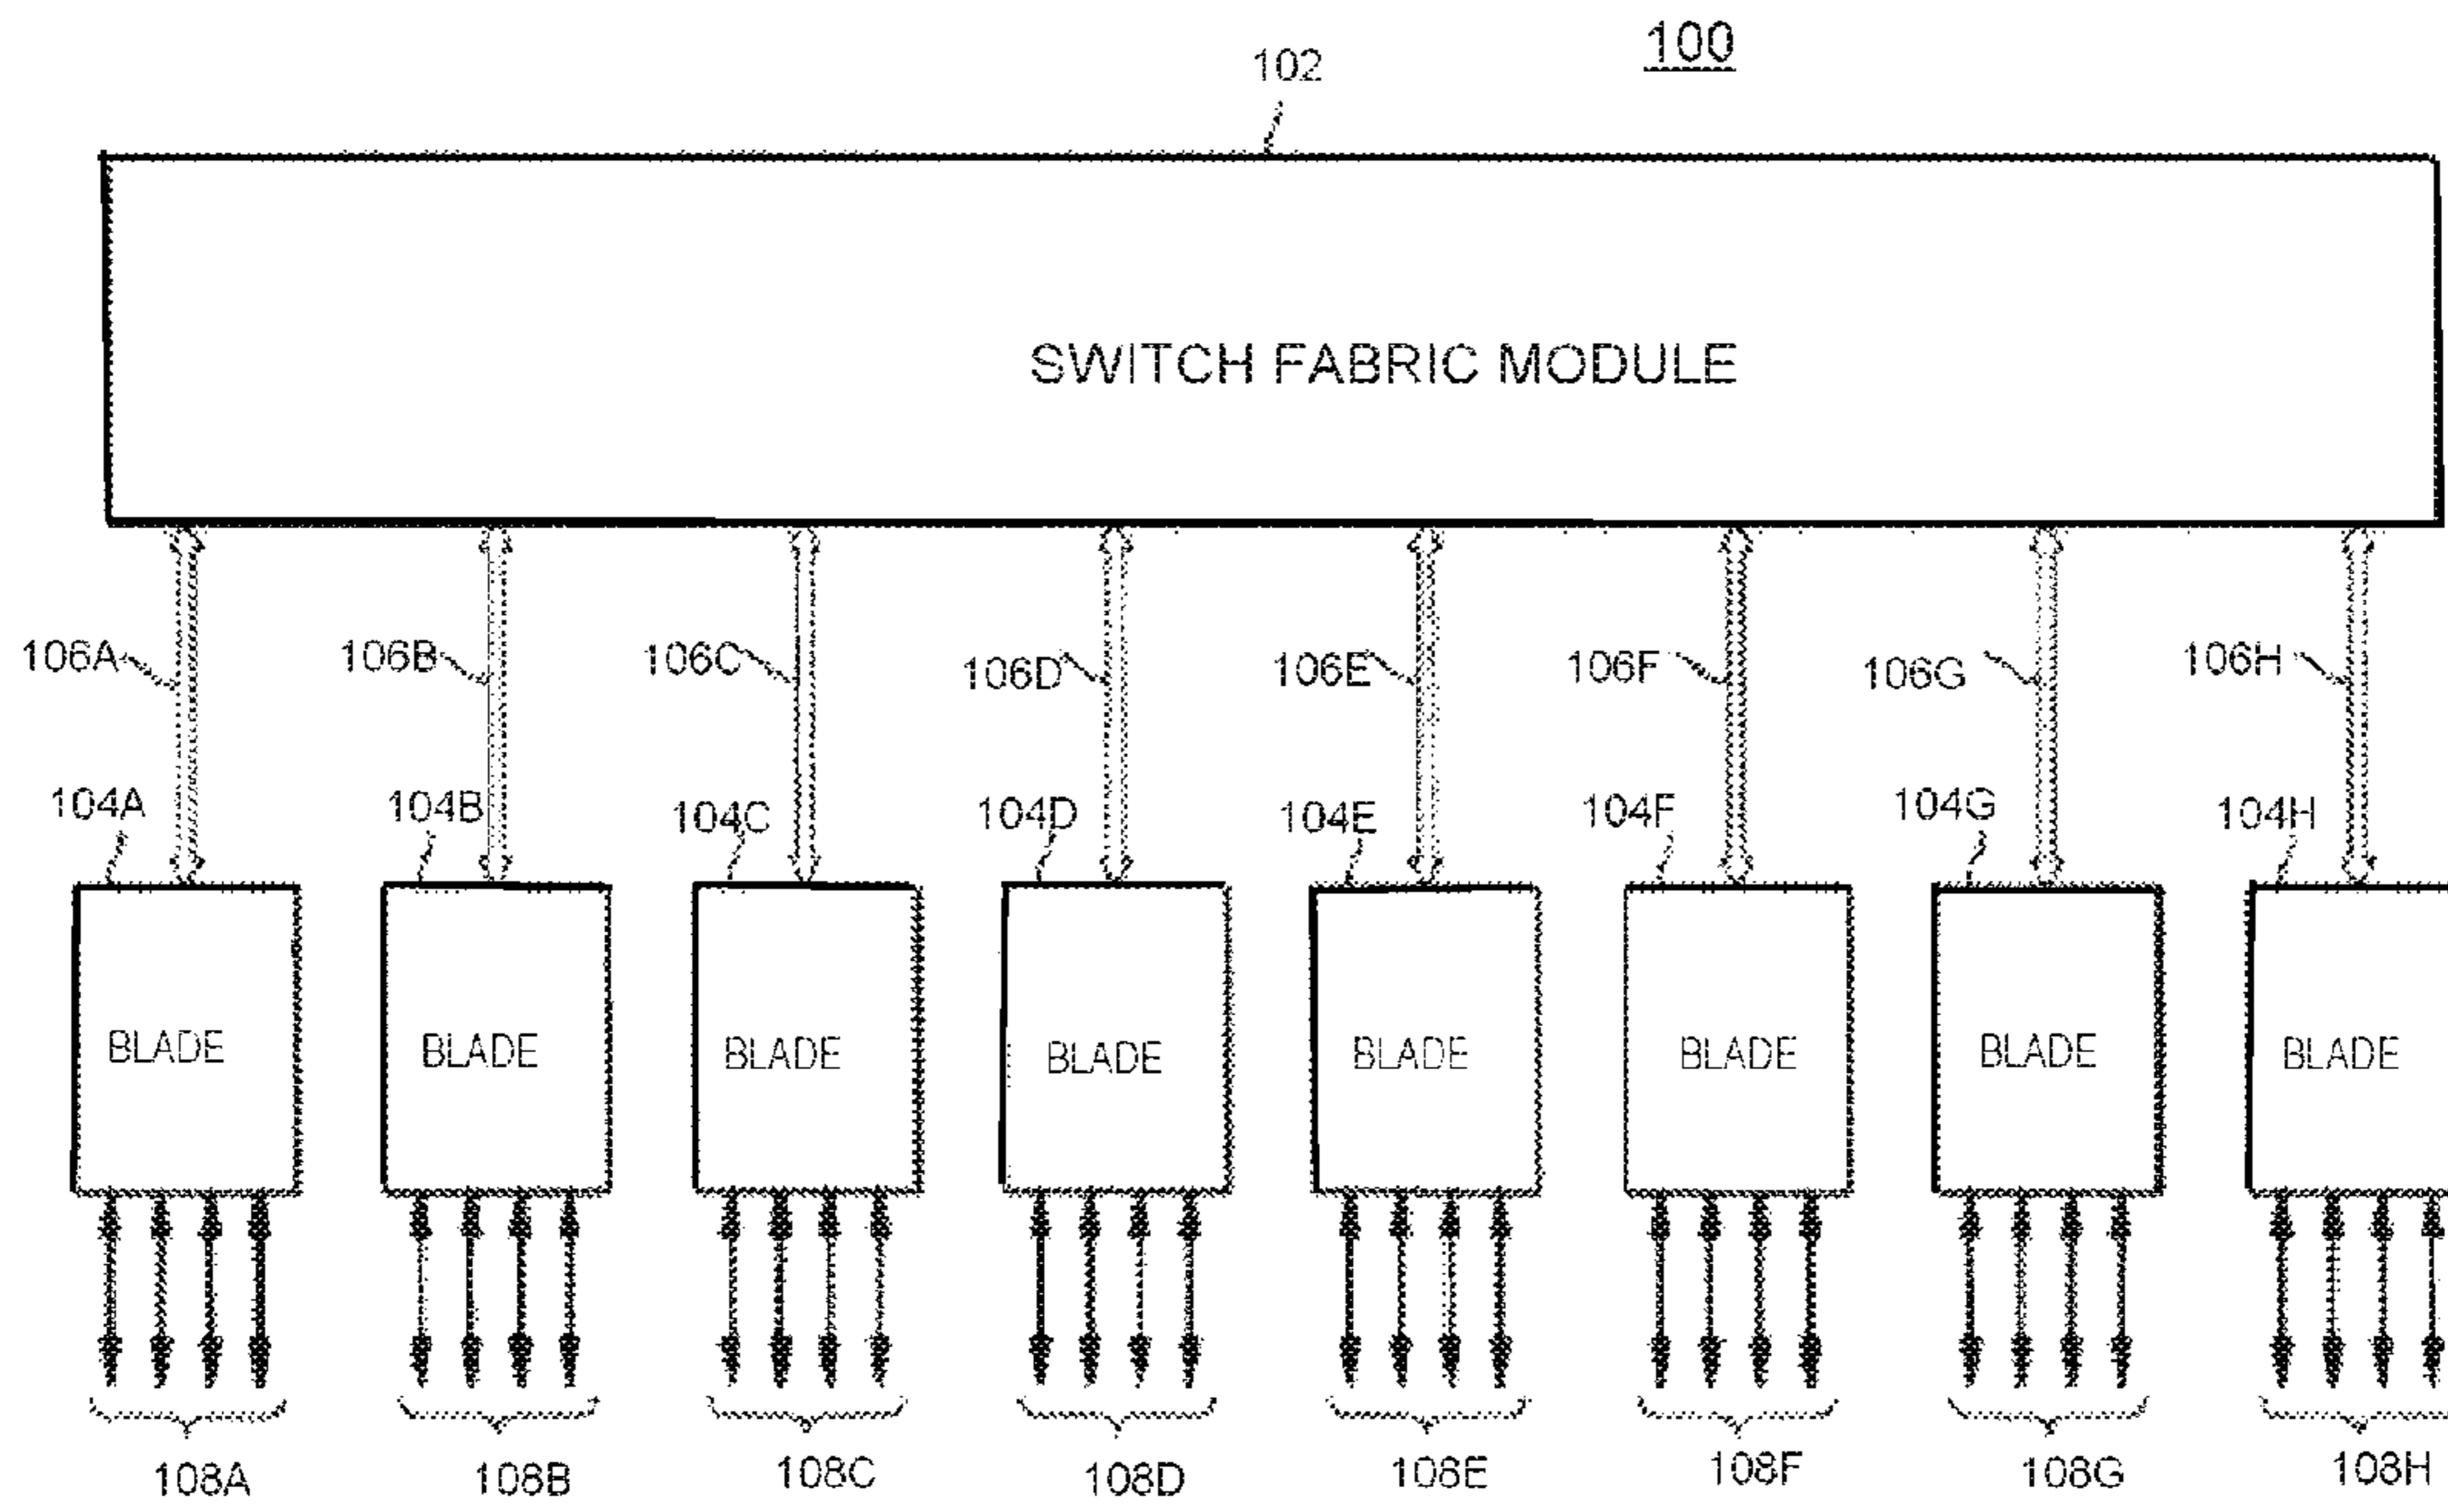 100
102
SWITCH FABRIC MODULE
106A 106B 106C 106D 106E 106F 106G 106H
104A 104B 104C 104D 104E 104F 104G 104H
BLADE BLADE BLADE BLADE BLADE BLADE BLADE BLADE
108A 108B 108C 108D 108E 108F 108G 108H